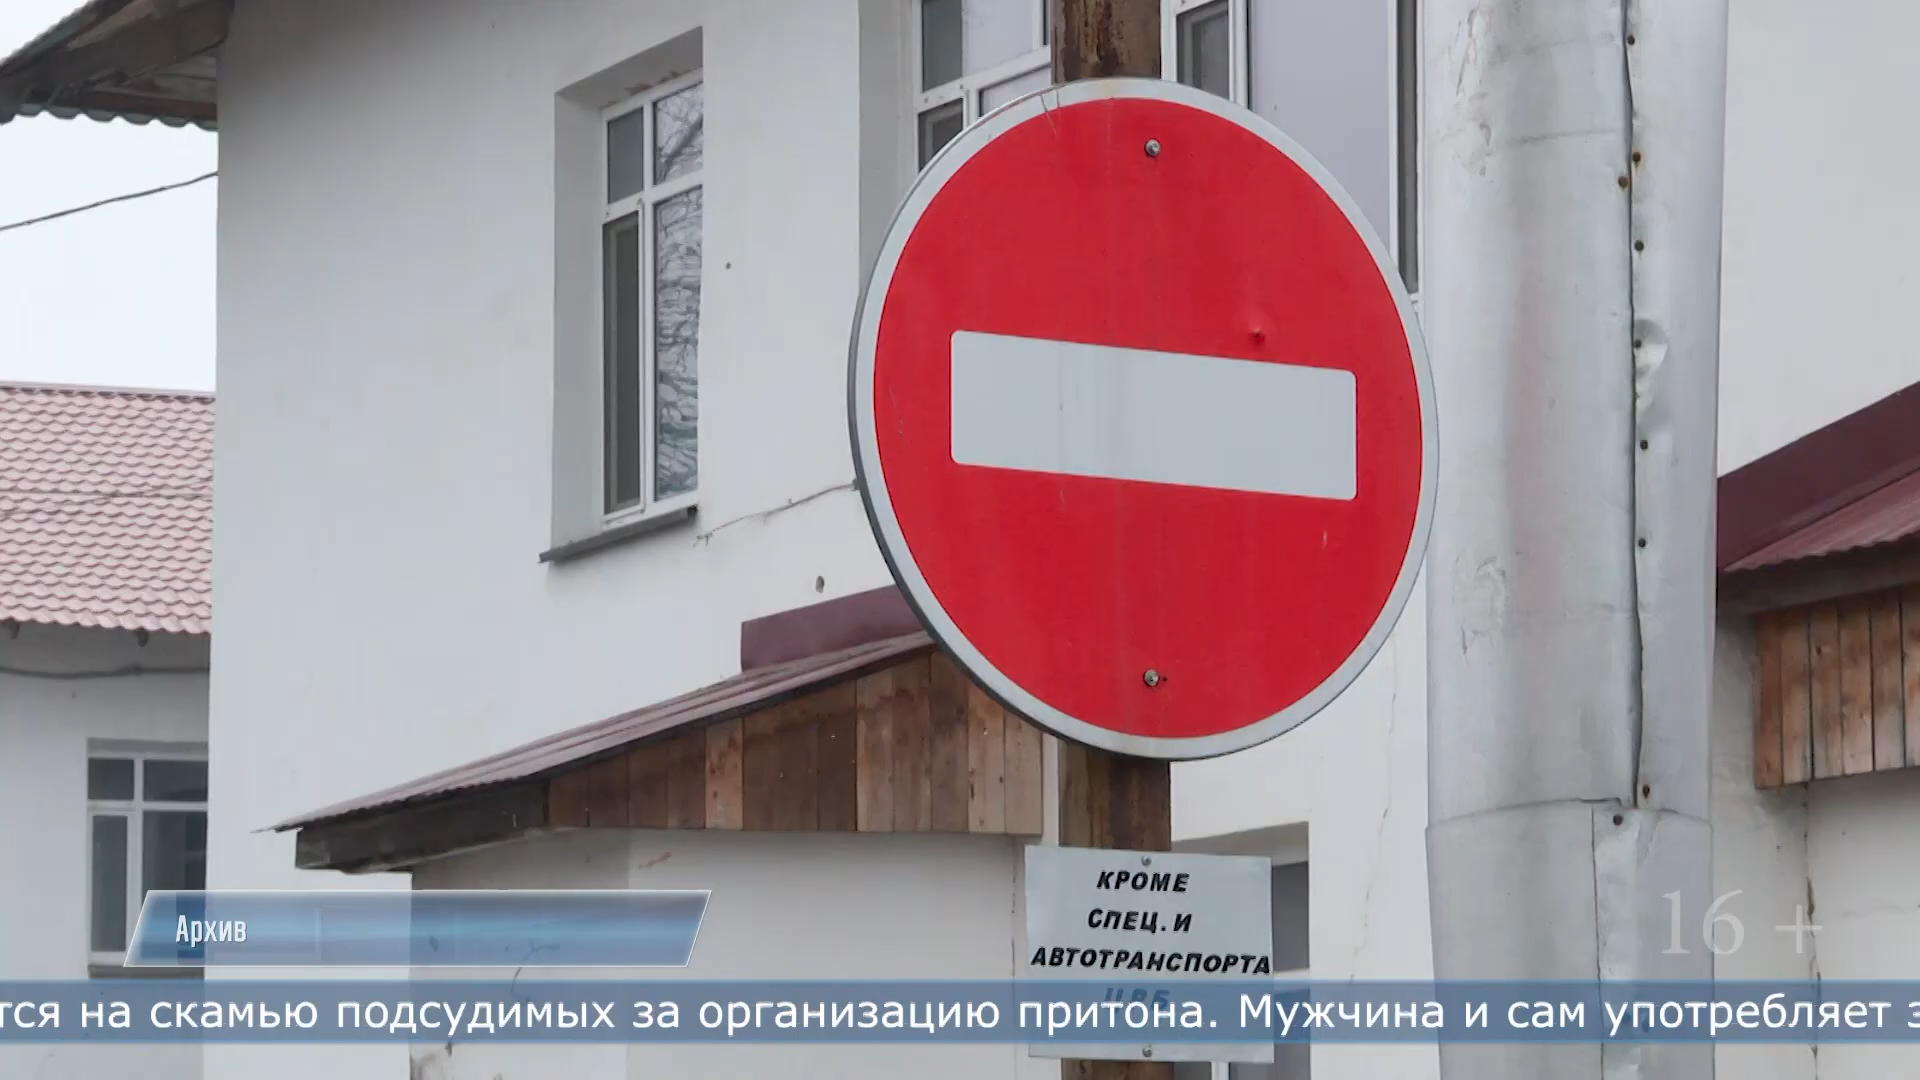 КРОМЕ
СПЕЦ. И
АВТОТРАНСПОРТА
Ц.Р.Б.
Архив
16 +
тся на скамью подсудимых за организацию притона. Мужчина и сам употребляет